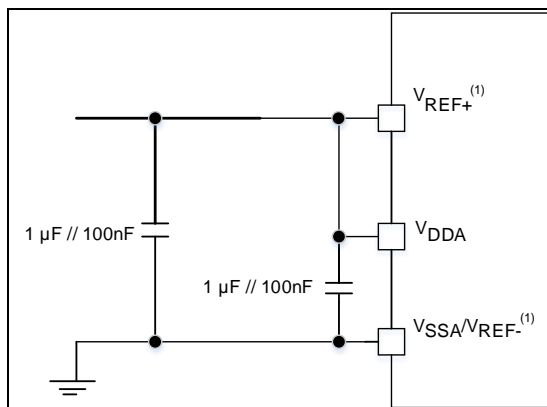 VREF+(1)
1 µF // 100nF
VDDA
1 µF // 100nF
VSSA/VREF-(1)